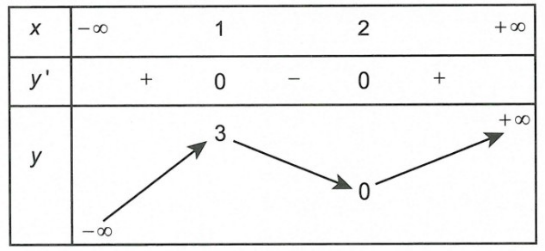 x −∞ 1 2 +∞
y' + 0 − 0 +
3 +∞
y
0
−∞